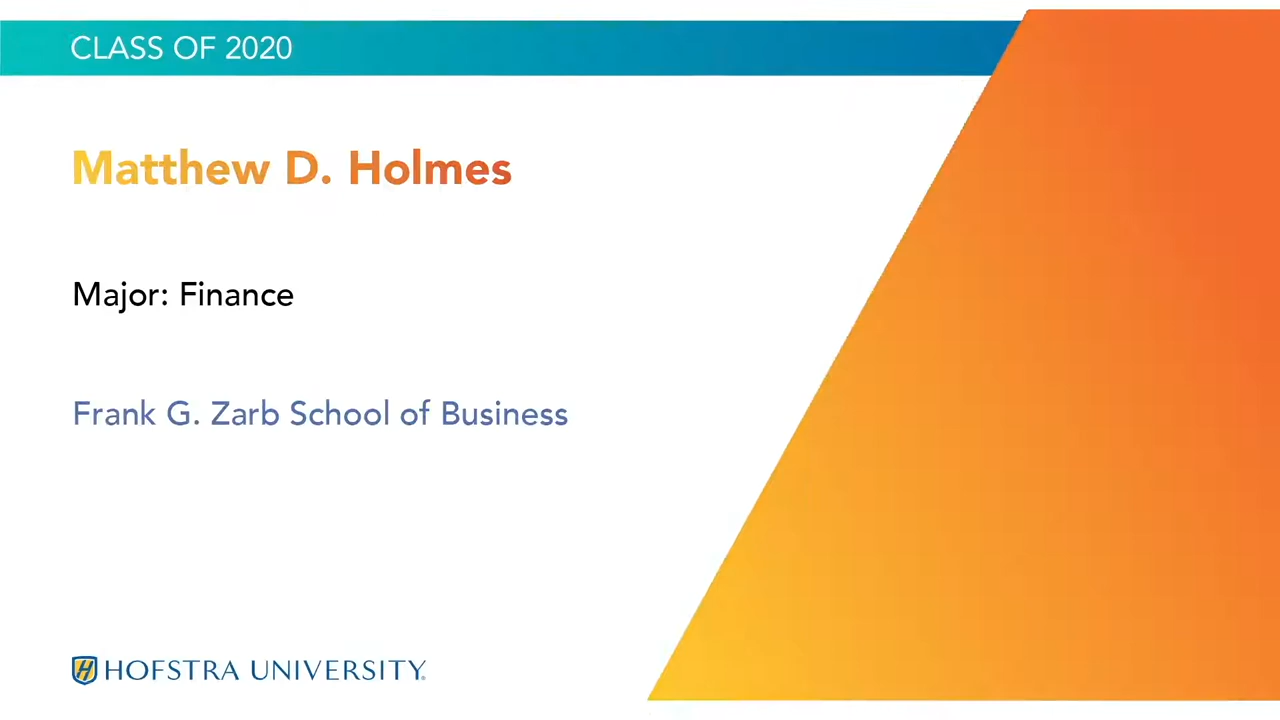 CLASS OF 2020
Matthew D. Holmes
Major: Finance
Frank G. Zarb School of Business
H HOFSTRA UNIVERSITY®